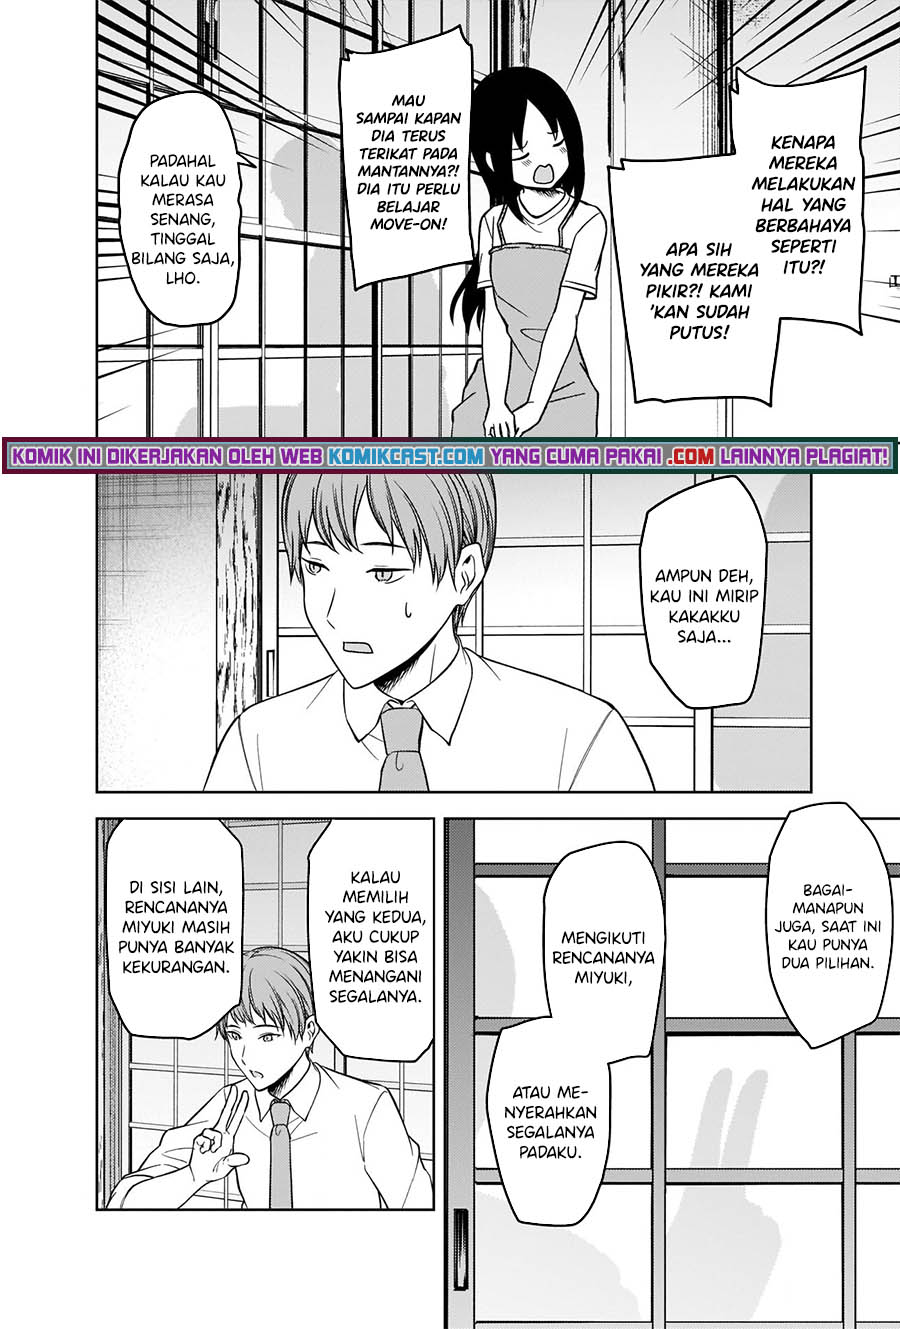 KENAPA
MEREKA
MELAKUKAN
HAL YANG
BERBAHAYA
SEPERTI
ITU?!
APA SIH
YANG MEREKA
PIKIR?! KAMI
'KAN SUDAH
PUTUS!
MAU
SAMPAI KAPAN
DIA TERUS
TERIKAT PADA
MANTANNYA?!
DIA ITU PERLU
BELAJAR
MOVE-ON!
PADAHAL
KALAU KAU
MERASA
SENANG,
TINGGAL
BILANG SAJA,
LHO.
KOMIK INI DIKERJAKAN OLEH WEB KOMIKCAST.COM YANG CUMA PAKAI .COM LAINNYA PLAGIAT!
AMPUN DEH,
KAU INI MIRIP
KAKAKKU
SAJA...
BAGAI-
MANAPUN
JUGA, SAAT INI
KAU PUNYA
DUA PILIHAN.
MENGIKUTI
RENCANANYA
MIYUKI,
ATAU ME-
NYERAHKAN
SEGALANYA
PADAKU.
KALAU
MEMILIH
YANG KEDUA,
AKU CUKUP
YAKIN BISA
MENANGANI
SEGALANYA.
DI SISI LAIN,
RENCANANYA
MIYUKI MASIH
PUNYA BANYAK
KEKURANGAN.